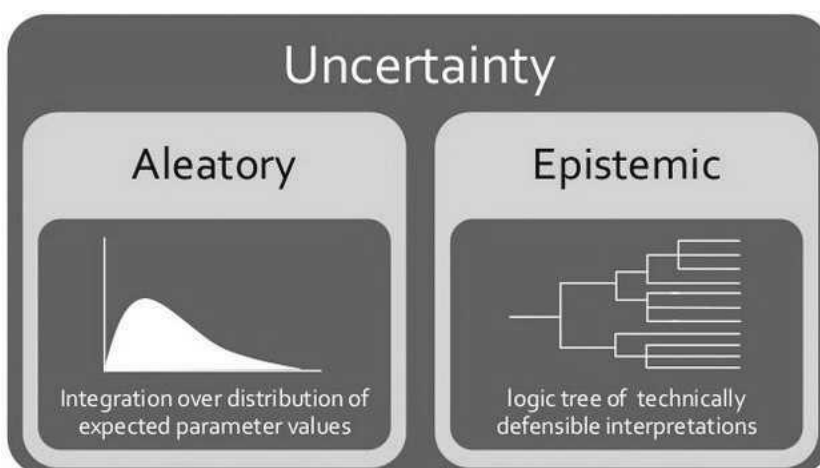 Uncertainty
Aleatory
Epistemic
Integration over distribution of
expected parameter values
logic tree of technically
defensible interpretations